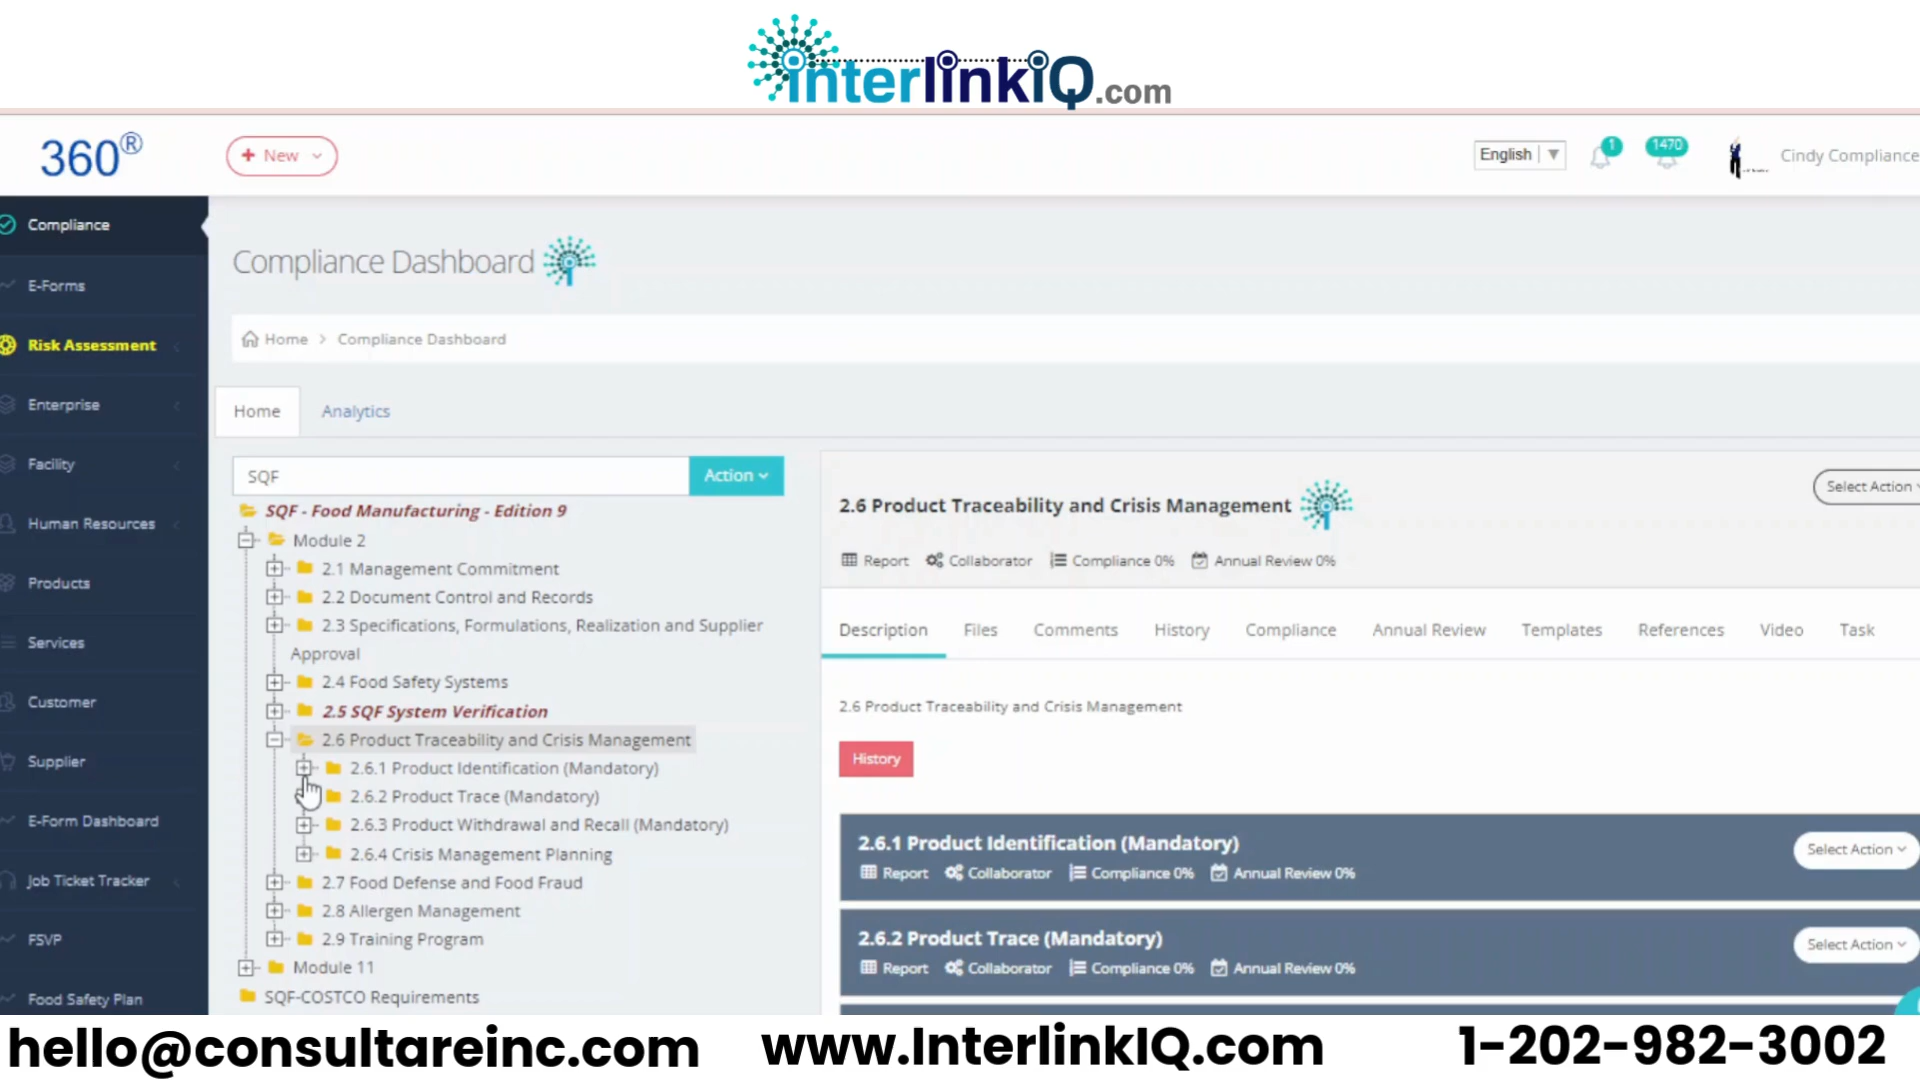 interlinkIQ.com
360®
+ New
English
1
1470
Cindy Compliance
Compliance
E-Forms
Risk Assessment
Enterprise
Facility
Human Resources
Products
Services
Customer
Supplier
E-Form Dashboard
Job Ticket Tracker
FSVP
Food Safety Plan
Compliance Dashboard
Home > Compliance Dashboard
Home Analytics
SQF
Action
SQF - Food Manufacturing - Edition 9
Module 2
2.1 Management Commitment
2.2 Document Control and Records
2.3 Specifications, Formulations, Realization and Supplier
Approval
2.4 Food Safety Systems
2.5 SQF System Verification
2.6 Product Traceability and Crisis Management
2.6.1 Product Identification (Mandatory)
2.6.2 Product Trace (Mandatory)
2.6.3 Product Withdrawal and Recall (Mandatory)
2.6.4 Crisis Management Planning
2.7 Food Defense and Food Fraud
2.8 Allergen Management
2.9 Training Program
Module 11
SQF-COSTCO Requirements
2.6 Product Traceability and Crisis Management
Select Action
Report Collaborator Compliance 0% Annual Review 0%
Description Files Comments History Compliance Annual Review Templates References Video Task
2.6 Product Traceability and Crisis Management
History
2.6.1 Product Identification (Mandatory)
Select Action
Report Collaborator Compliance 0% Annual Review 0%
2.6.2 Product Trace (Mandatory)
Select Action
Report Collaborator Compliance 0% Annual Review 0%
hello@consultareinc.com www.InterlinkIQ.com 1-202-982-3002